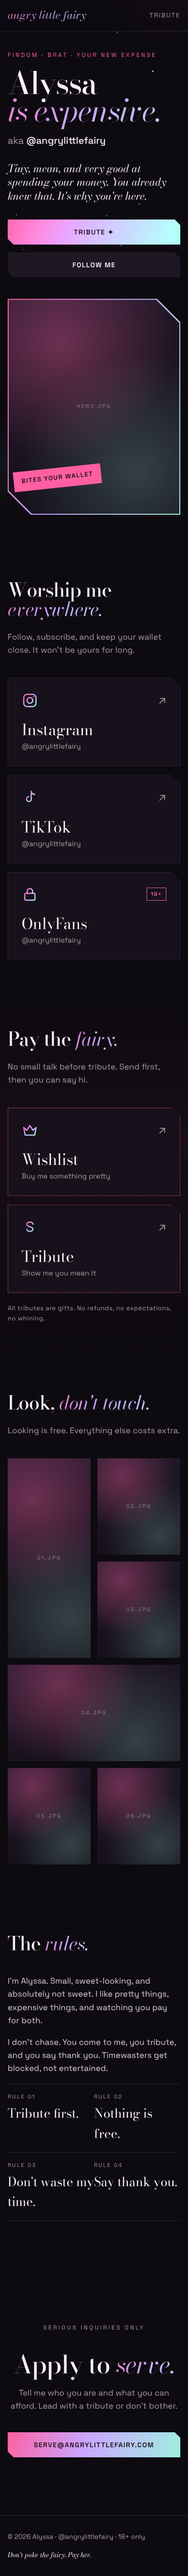 angry little fairy
TRIBUTE
FINDOM · BRAT · YOUR NEW EXPENSE
Alyssa
is expensive.
aka @angrylittlefairy
Tiny, mean, and very good at
spending your money. You already
knew that. It's why you're here.
TRIBUTE ✦
FOLLOW ME
HERO.JPG
BITES YOUR WALLET
Worship me
everywhere.
Follow, subscribe, and keep your wallet
close. It won't be yours for long.
Instagram
@angrylittlefairy
TikTok
@angrylittlefairy
18+
OnlyFans
@angrylittlefairy
Pay the fairy.
No small talk before tribute. Send first,
then you can say hi.
Wishlist
Buy me something pretty
Tribute
Show me you mean it
All tributes are gifts. No refunds, no expectations,
no whining.
Look, don't touch.
Looking is free. Everything else costs extra.
01.JPG
02.JPG
03.JPG
04.JPG
05.JPG
06.JPG
The rules.
I'm Alyssa. Small, sweet-looking, and
absolutely not sweet. I like pretty things,
expensive things, and watching you pay
for both.
I don't chase. You come to me, you tribute,
and you say thank you. Timewasters get
blocked, not entertained.
RULE 01
Tribute first.
RULE 02
Nothing is
free.
RULE 03
Don't waste my
time.
RULE 04
Say thank you.
SERIOUS INQUIRIES ONLY
Apply to serve.
Tell me who you are and what you can
afford. Lead with a tribute or don't bother.
SERVE@ANGRYLITTLEFAIRY.COM
© 2026 Alyssa · @angrylittlefairy · 18+ only
Don't poke the fairy. Pay her.